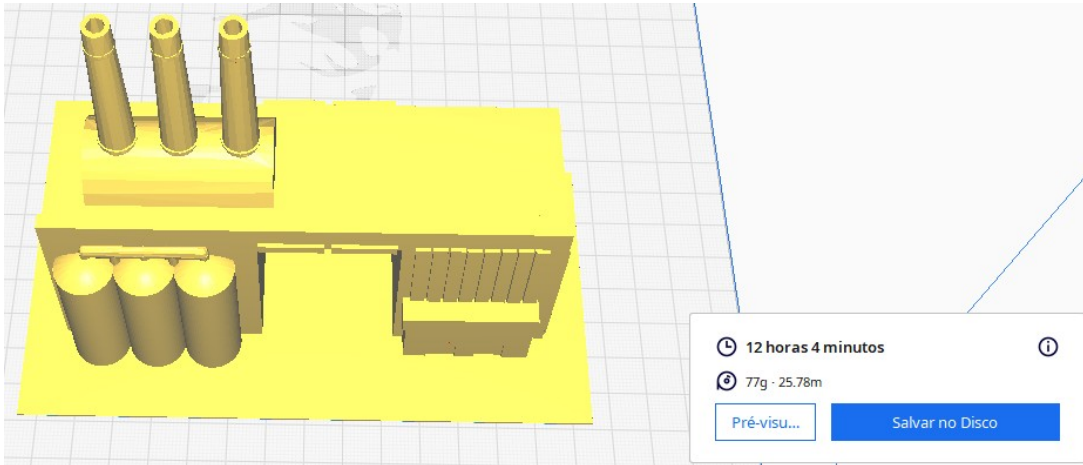 12 horas 4 minutos
77g · 25.78m
Pré-visu...
Salvar no Disco